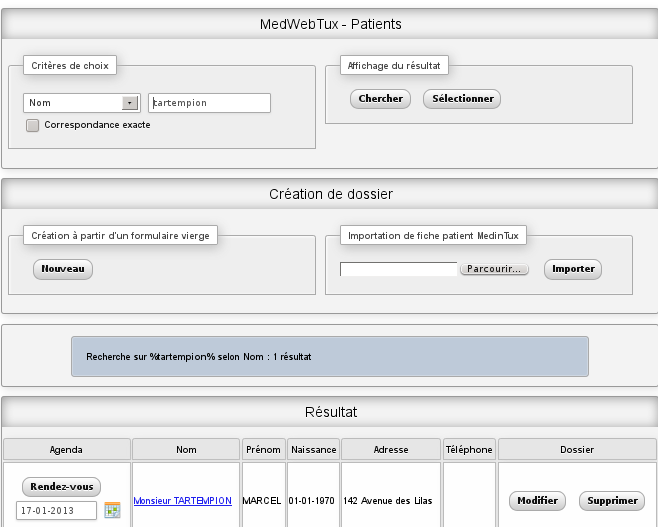 MedWebTux - Patients
Critères de choix
Affichage du résultat
Nom
tartempion
Chercher
Sélectionner
Correspondance exacte
Création de dossier
Création à partir d'un formulaire vierge
Importation de fiche patient MedinTux
Nouveau
Parcourir...
Importer
Recherche sur %tartempion% selon Nom : 1 résultat
Résultat
Agenda Nom Prénom Naissance Adresse Téléphone Dossier
Rendez-vous
17-01-2013
Monsieur TARTEMPION MARCEL 01-01-1970 142 Avenue des Lilas Modifier Supprimer